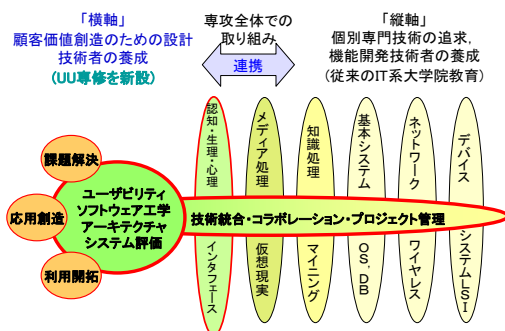 「横軸」
顧客価値創造のための設計
技術者の養成
(UU専修を新設)
専攻全体での
取り組み
連携
「縦軸」
個別専門技術の追求,
機能開発技術者の養成
(従来のIT系大学院教育)
課題解決
応用創造
利用開拓
ユーザビリティ
ソフトウェア工学
アーキテクチャ
システム評価
技術統合・コラボレーション・プロジェクト管理
認知・生理・心理
インタフェース
メディア処理
仮想現実
知識処理
マイニング
基本システム
OS, DB
ネットワーク
ワイヤレス
デバイス
システムLSI